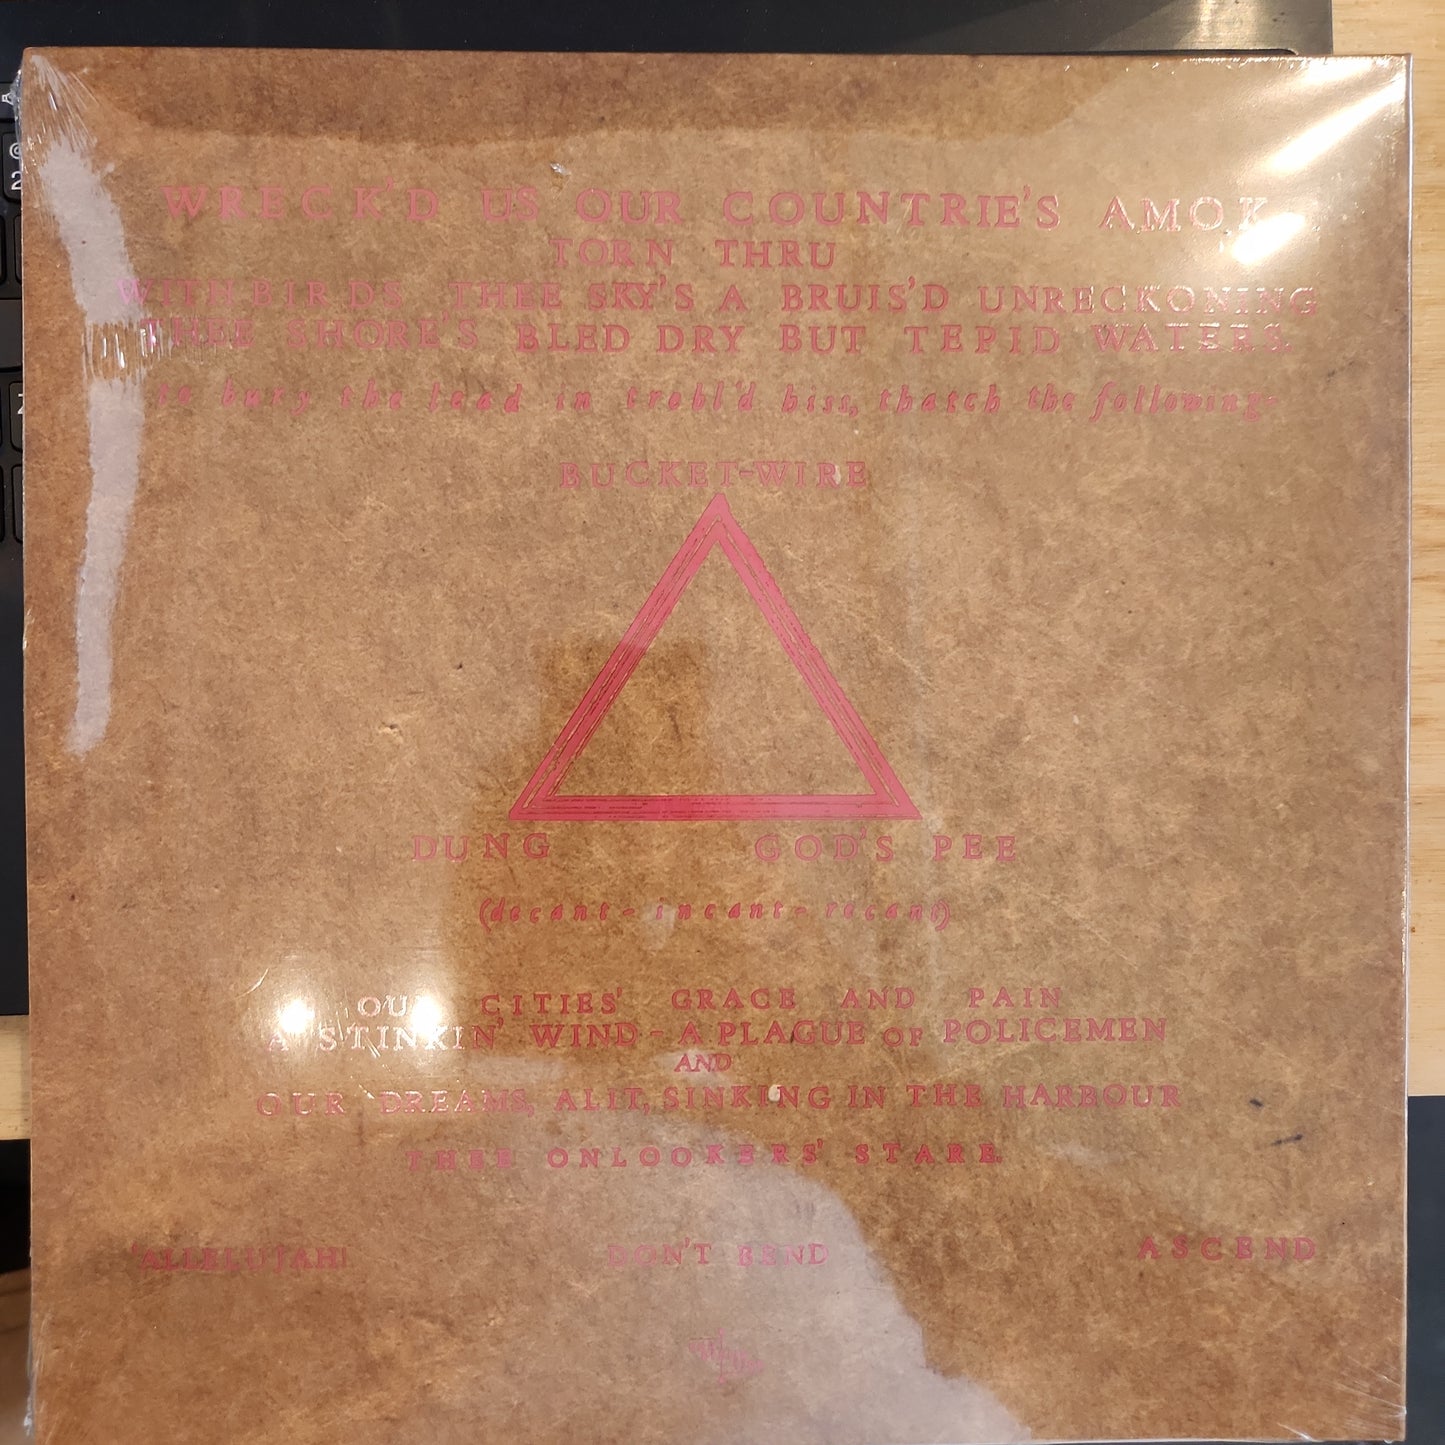 WRECK'D US OUR COUNTRIE'S AMOK
TORN THRU
WITNBIRDS THEE SKY'S A BRUIS'D UNRECKONING
THEE SHORE'S BLED DRY BUT TEPID WATERS.
to bury the lead in trebl'd hiss, thatch the following-
BUCKET-WIRE
DUNG GOD'S PEE
(decant - incant - recant)
OUR CITIES' GRACE AND PAIN
A STINKIN' WIND - A PLAGUE OF POLICEMEN
AND
OUR DREAMS, ALIT, SINKING IN THE HARBOUR
THEE ONLOOKERS' STARE.
'ALLELUJAH! DON'T BEND ASCEND